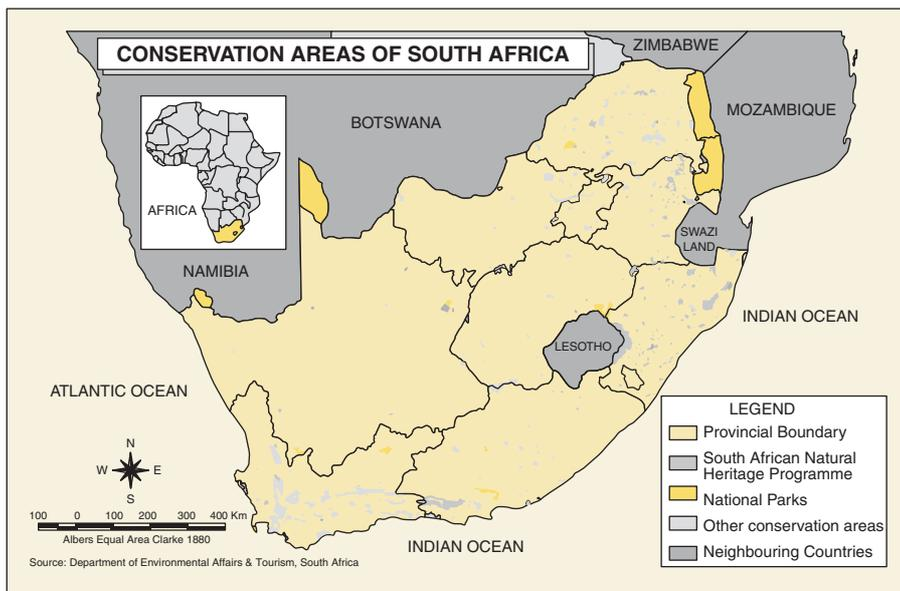 CONSERVATION AREAS OF SOUTH AFRICA
ZIMBABWE
MOZAMBIQUE
BOTSWANA
AFRICA
SWAZI
LAND
NAMIBIA
INDIAN OCEAN
LESOTHO
ATLANTIC OCEAN
LEGEND
Provincial Boundary
South African Natural
Heritage Programme
National Parks
Other conservation areas
Neighbouring Countries
N
W E
S
100 0 100 150 200 300 400 Km
Albers Equal Area Clarke 1880
INDIAN OCEAN
Source: Department of Environmental Affairs & Tourism, South Africa